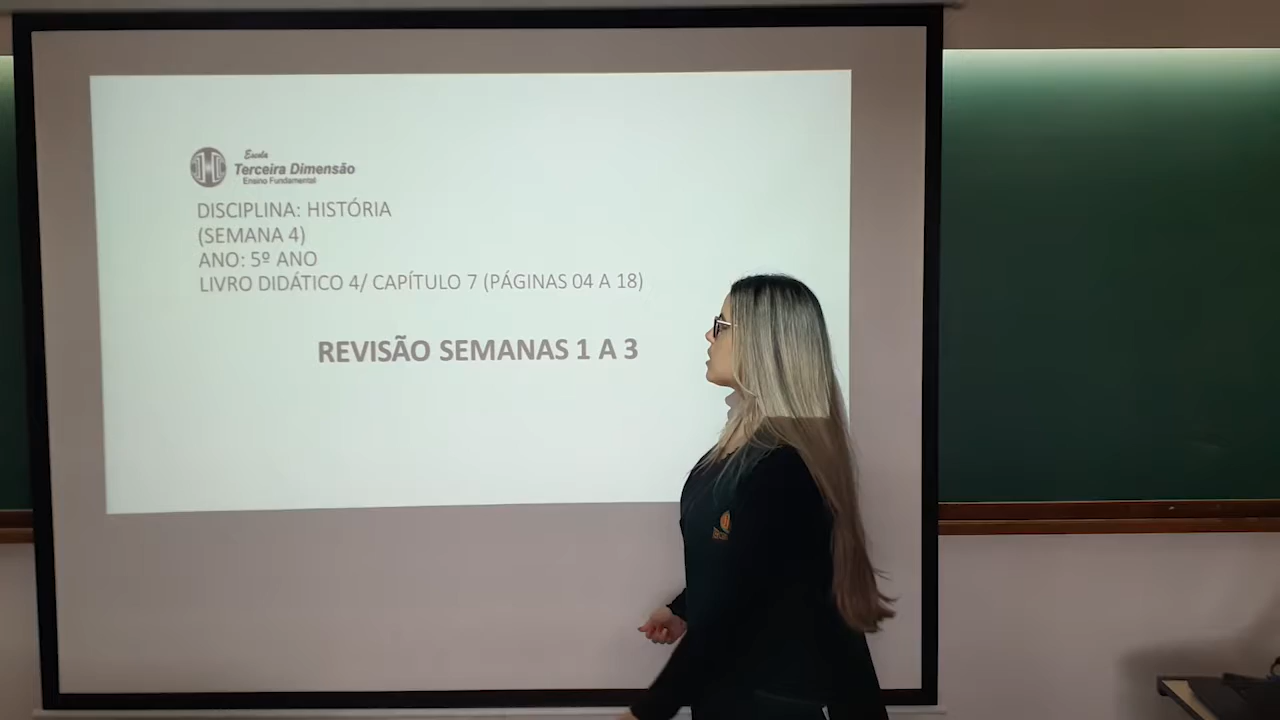 Escola
Terceira Dimensão
Ensino Fundamental
DISCIPLINA: HISTÓRIA
(SEMANA 4)
ANO: 5º ANO
LIVRO DIDÁTICO 4/ CAPÍTULO 7 (PÁGINAS 04 A 18)
REVISÃO SEMANAS 1 A 3